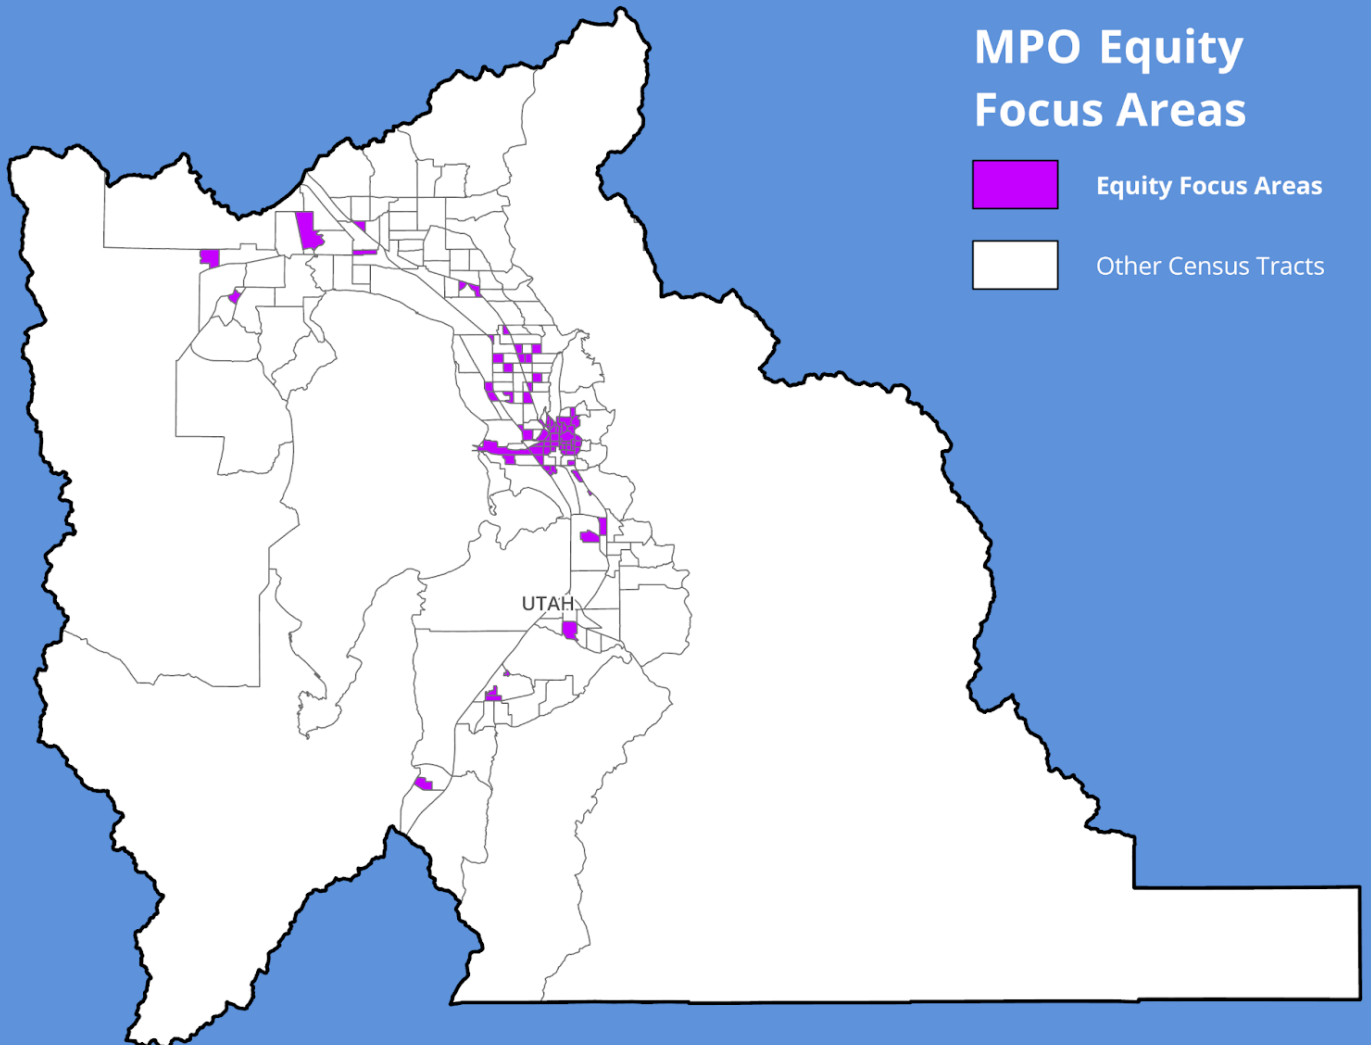 MPO Equity
Focus Areas
Equity Focus Areas
Other Census Tracts
UTAH